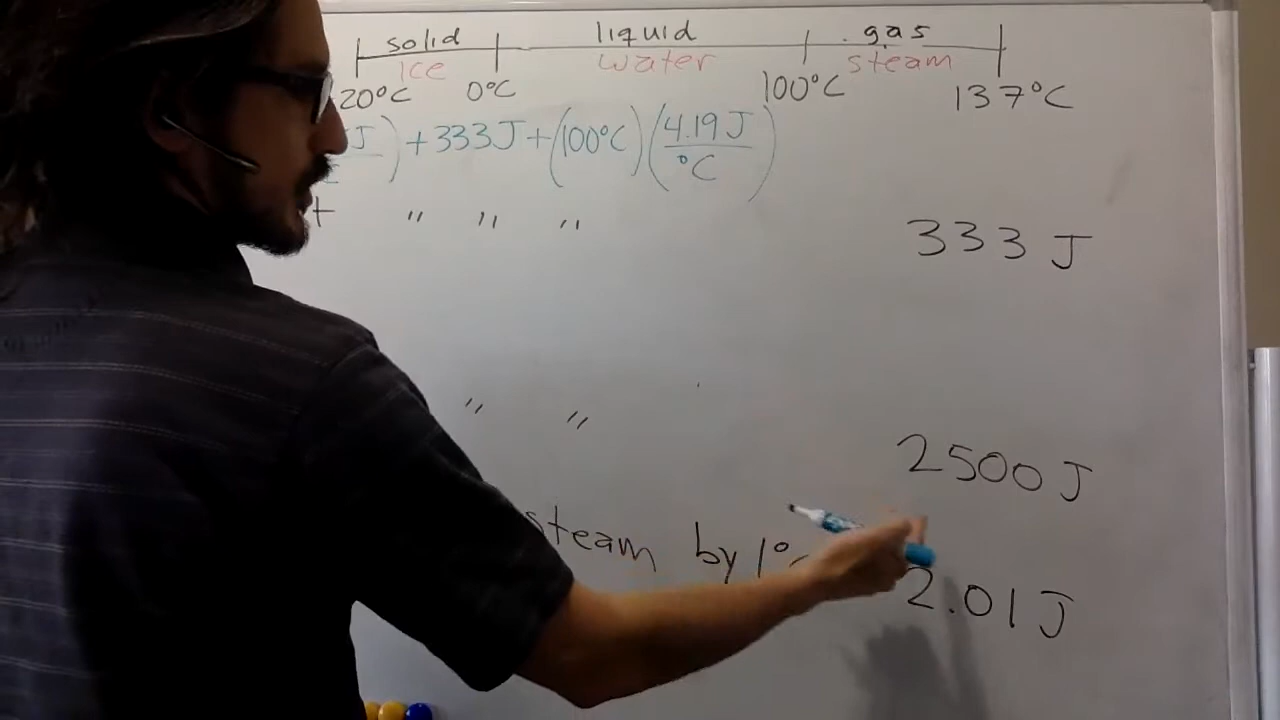 solid liquid gas
Ice water steam
20°C 0°C 100°C 137°C
J/C) + 333J + (100°C) (4.19 J/°C)
+ " " "
333 J
" "
2500 J
steam by 1°
2.01 J